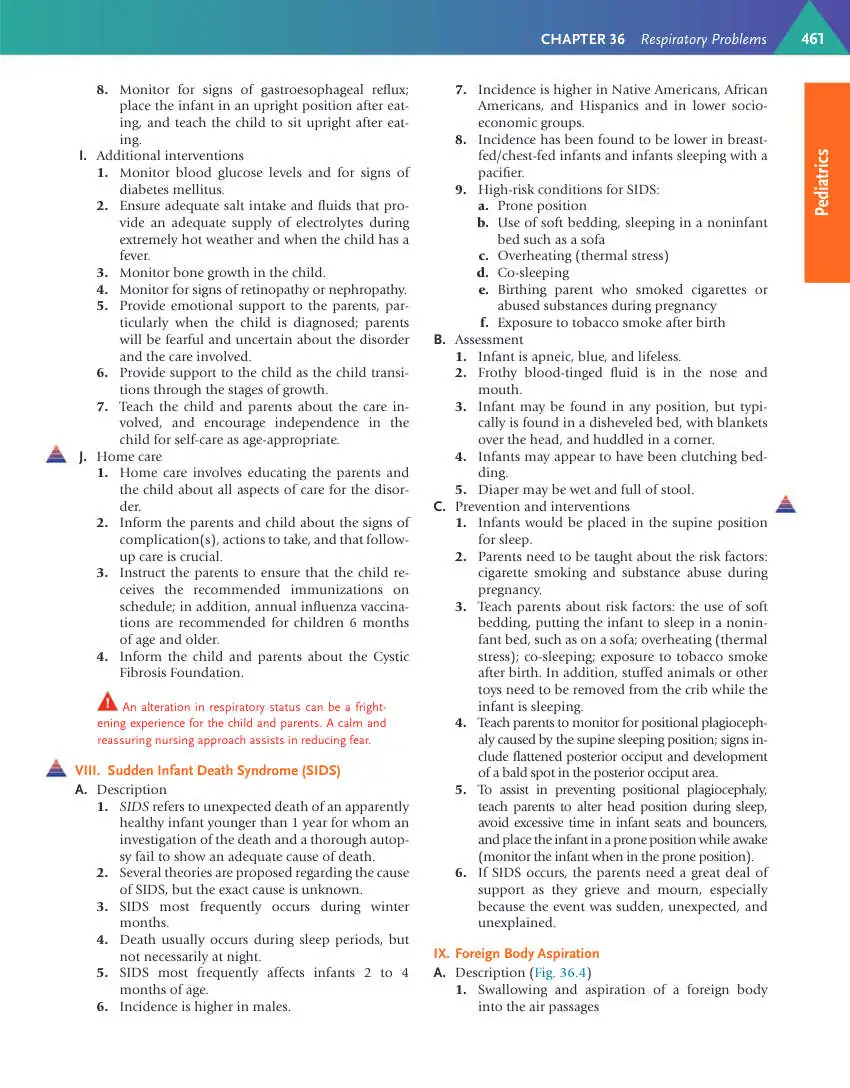 CHAPTER 36 Respiratory Problems 461
8. Monitor for signs of gastroesophageal reflux;
place the infant in an upright position after eat-
ing, and teach the child to sit upright after eat-
ing.
I. Additional interventions
1. Monitor blood glucose levels and for signs of
diabetes mellitus.
2. Ensure adequate salt intake and fluids that pro-
vide an adequate supply of electrolytes during
extremely hot weather and when the child has a
fever.
3. Monitor bone growth in the child.
4. Monitor for signs of retinopathy or nephropathy.
5. Provide emotional support to the parents, par-
ticularly when the child is diagnosed; parents
will be fearful and uncertain about the disorder
and the care involved.
6. Provide support to the child as the child transi-
tions through the stages of growth.
7. Teach the child and parents about the care in-
volved, and encourage independence in the
child for self-care as age-appropriate.
J. Home care
1. Home care involves educating the parents and
the child about all aspects of care for the disor-
der.
2. Inform the parents and child about the signs of
complication(s), actions to take, and that follow-
up care is crucial.
3. Instruct the parents to ensure that the child re-
ceives the recommended immunizations on
schedule; in addition, annual influenza vaccina-
tions are recommended for children 6 months
of age and older.
4. Inform the child and parents about the Cystic
Fibrosis Foundation.
An alteration in respiratory status can be a fright-
ening experience for the child and parents. A calm and
reassuring nursing approach assists in reducing fear.
VIII. Sudden Infant Death Syndrome (SIDS)
A. Description
1. SIDS refers to unexpected death of an apparently
healthy infant younger than 1 year for whom an
investigation of the death and a thorough autop-
sy fail to show an adequate cause of death.
2. Several theories are proposed regarding the cause
of SIDS, but the exact cause is unknown.
3. SIDS most frequently occurs during winter
months.
4. Death usually occurs during sleep periods, but
not necessarily at night.
5. SIDS most frequently affects infants 2 to 4
months of age.
6. Incidence is higher in males.
7. Incidence is higher in Native Americans, African
Americans, and Hispanics and in lower socio-
economic groups.
8. Incidence has been found to be lower in breast-
fed/chest-fed infants and infants sleeping with a
pacifier.
9. High-risk conditions for SIDS:
a. Prone position
b. Use of soft bedding, sleeping in a noninfant
bed such as a sofa
c. Overheating (thermal stress)
d. Co-sleeping
e. Birthing parent who smoked cigarettes or
abused substances during pregnancy
f. Exposure to tobacco smoke after birth
B. Assessment
1. Infant is apneic, blue, and lifeless.
2. Frothy blood-tinged fluid is in the nose and
mouth.
3. Infant may be found in any position, but typi-
cally is found in a disheveled bed, with blankets
over the head, and huddled in a corner.
4. Infants may appear to have been clutching bed-
ding.
5. Diaper may be wet and full of stool.
C. Prevention and interventions
1. Infants would be placed in the supine position
for sleep.
2. Parents need to be taught about the risk factors:
cigarette smoking and substance abuse during
pregnancy.
3. Teach parents about risk factors: the use of soft
bedding, putting the infant to sleep in a nonin-
fant bed, such as on a sofa; overheating (thermal
stress); co-sleeping; exposure to tobacco smoke
after birth. In addition, stuffed animals or other
toys need to be removed from the crib while the
infant is sleeping.
4. Teach parents to monitor for positional plagioceph-
aly caused by the supine sleeping position; signs in-
clude flattened posterior occiput and development
of a bald spot in the posterior occiput area.
5. To assist in preventing positional plagiocephaly,
teach parents to alter head position during sleep,
avoid excessive time in infant seats and bouncers,
and place the infant in a prone position while awake
(monitor the infant when in the prone position).
6. If SIDS occurs, the parents need a great deal of
support as they grieve and mourn, especially
because the event was sudden, unexpected, and
unexplained.
IX. Foreign Body Aspiration
A. Description (Fig. 36.4)
1. Swallowing and aspiration of a foreign body
into the air passages
Pediatrics